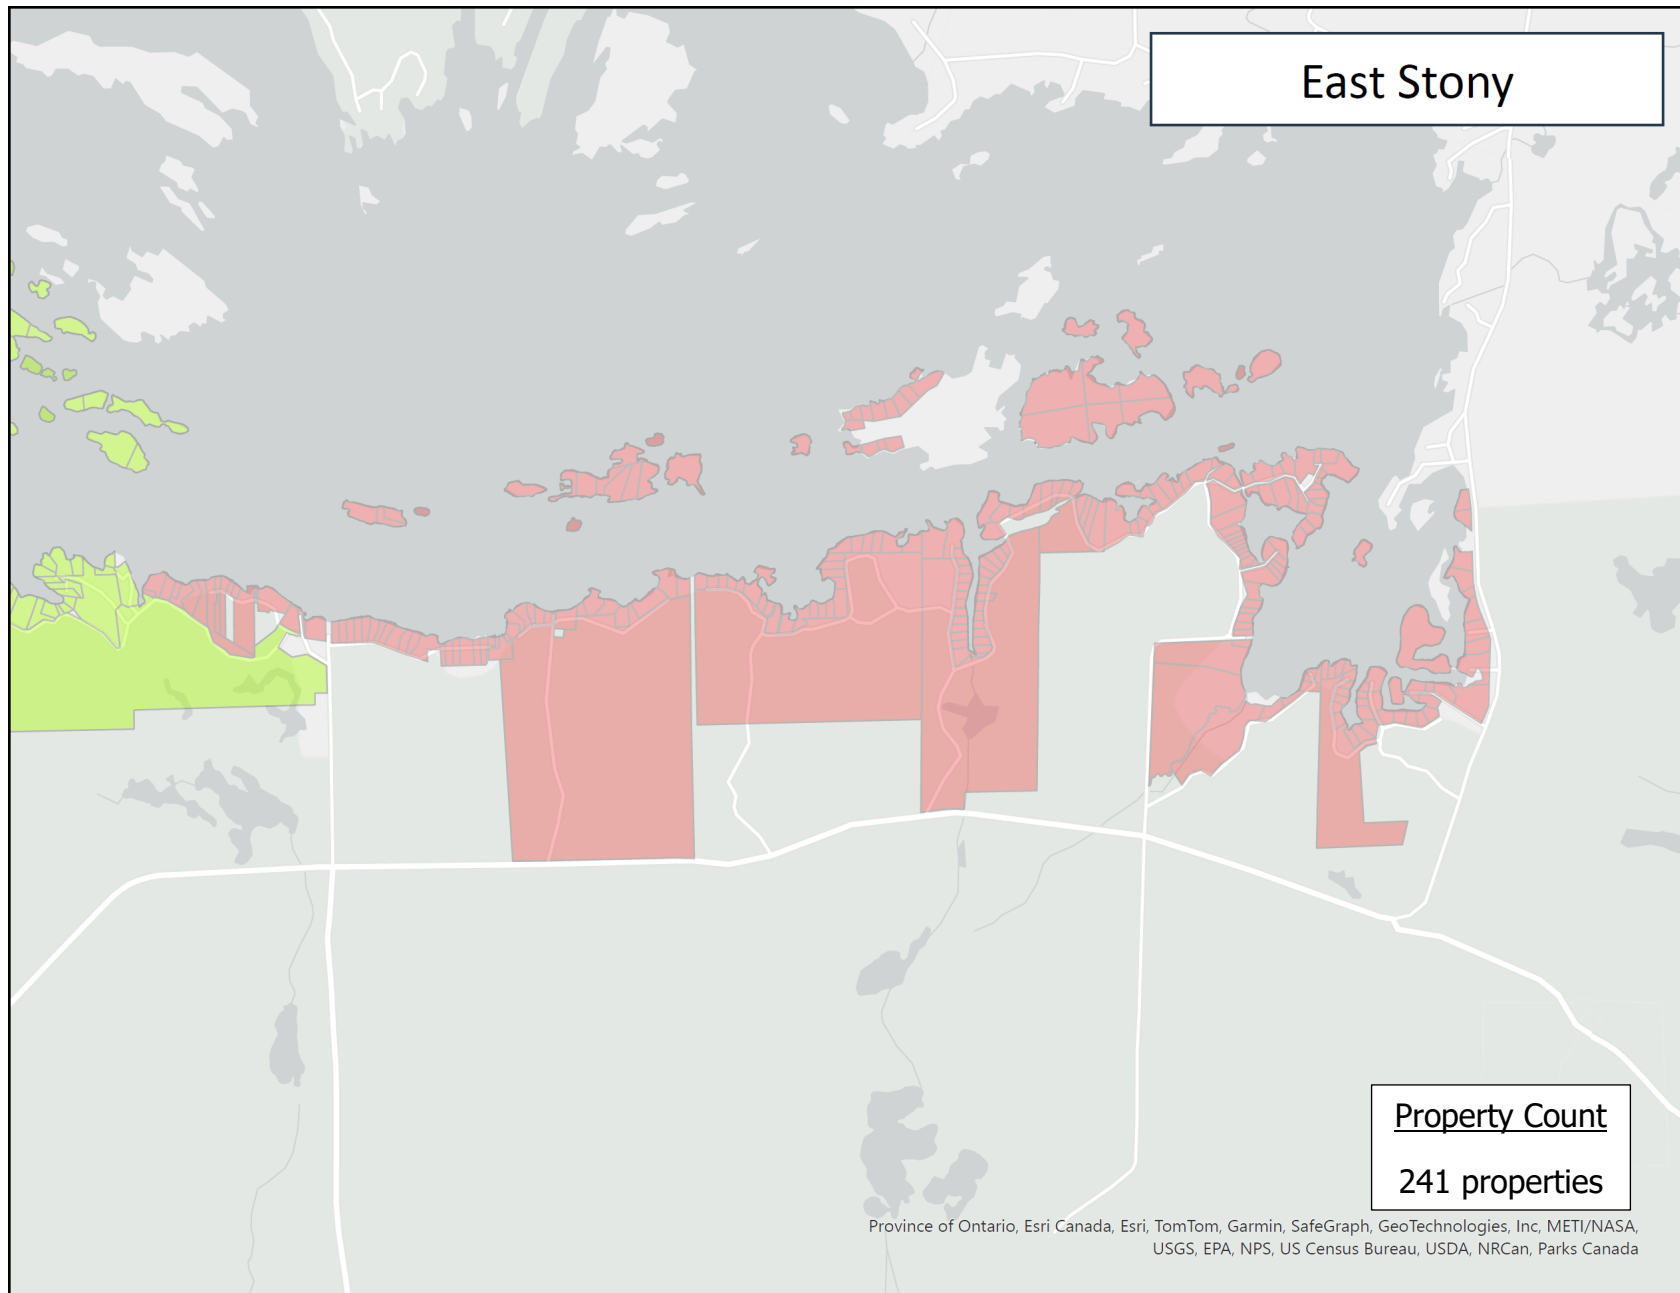 East Stony
Property Count
241 properties
Province of Ontario, Esri Canada, Esri, TomTom, Garmin, SafeGraph, GeoTechnologies, Inc, METI/NASA,
USGS, EPA, NPS, US Census Bureau, USDA, NRCan, Parks Canada